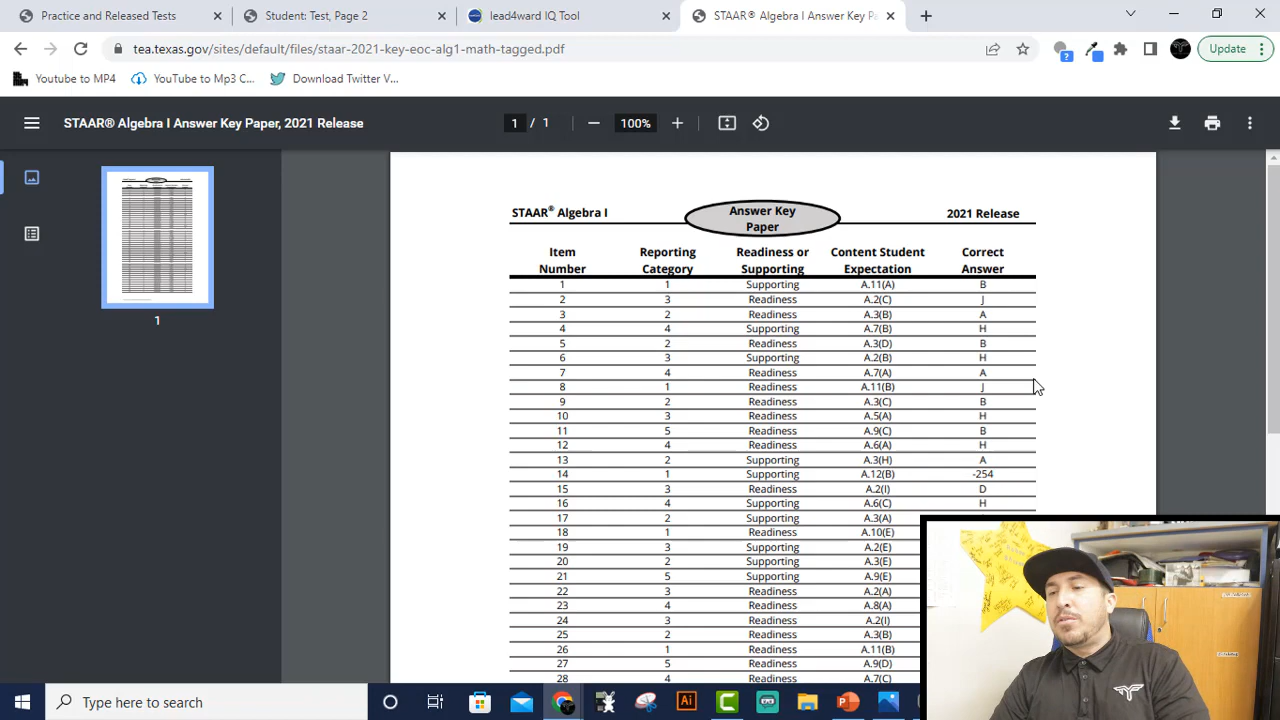 Practice and Released Tests
Student: Test, Page 2
lead4ward IQ Tool
STAAR® Algebra I Answer Key P
tea.texas.gov/sites/default/files/staar-2021-key-eoc-alg1-math-tagged.pdf
Update
Youtube to MP4
YouTube to Mp3 C...
Download Twitter V...
STAAR® Algebra I Answer Key Paper, 2021 Release
1 / 1
100%
1
STAAR® Algebra I
Answer Key
Paper
2021 Release
Item Number Reporting Category Readiness or Supporting Content Student Expectation Correct Answer
1 1 Supporting A.11(A) B
2 3 Readiness A.2(C) J
3 2 Readiness A.3(B) A
4 4 Supporting A.7(B) H
5 2 Readiness A.3(D) B
6 3 Supporting A.2(B) H
7 4 Readiness A.7(A) A
8 1 Readiness A.11(B) J
9 2 Readiness A.3(C) B
10 3 Readiness A.5(A) H
11 5 Readiness A.9(C) B
12 4 Readiness A.6(A) H
13 2 Supporting A.3(H) A
14 1 Supporting A.12(B) -254
15 3 Readiness A.2(I) D
16 4 Supporting A.6(C) H
17 2 Supporting A.3(A)
18 1 Readiness A.10(E)
19 3 Supporting A.2(E)
20 2 Supporting A.3(E)
21 5 Supporting A.9(E)
22 3 Readiness A.2(A)
23 4 Readiness A.8(A)
24 3 Readiness A.2(I)
25 2 Readiness A.3(B)
26 1 Readiness A.11(B)
27 5 Readiness A.9(D)
28 4 Readiness A.7(C)
Type here to search